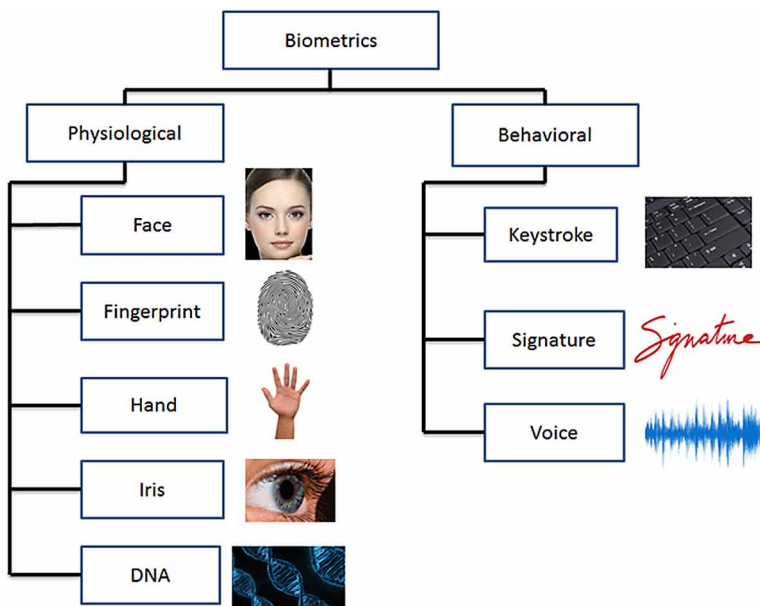 Biometrics
Physiological
Behavioral
Face
Keystroke
Fingerprint
Signature
Signature
Hand
Voice
Iris
DNA